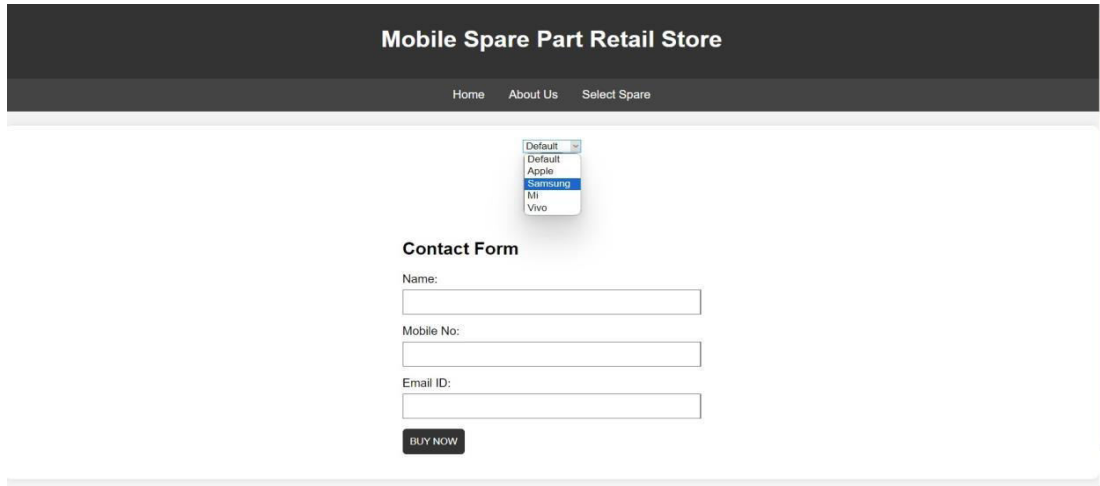 Mobile Spare Part Retail Store
Home About Us Select Spare
Default
Default
Apple
Samsung
Mi
Vivo
Contact Form
Name:
Mobile No:
Email ID:
BUY NOW